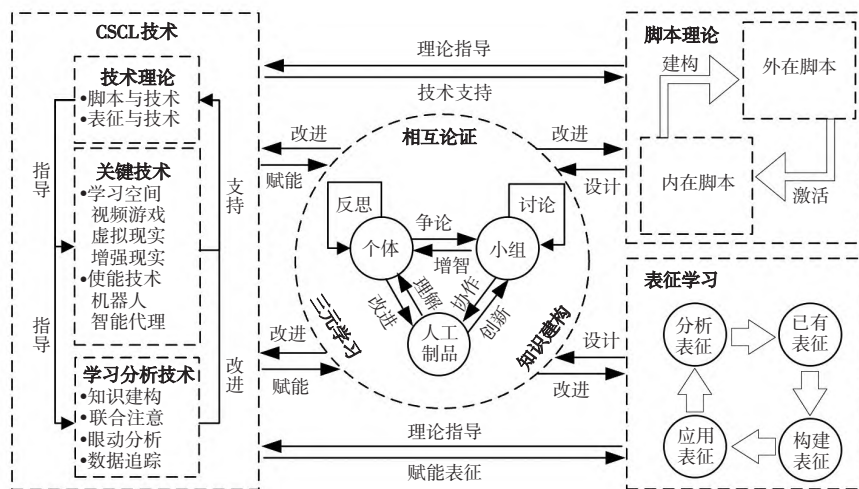 CSCL技术
技术理论
•脚本与技术
•表征与技术
关键技术
•学习空间
视频游戏
虚拟现实
增强现实
•使能技术
机器人
智能代理
学习分析技术
•知识建构
•联合注意
•眼动分析
•数据追踪
指导
指导
支持
改进
理论指导
技术支持
改进
赋能
改进
设计
相互论证
反思
讨论
个体
争论
增智
小组
改进
理解
协作
创新
人工
制品
三元学习
知识建构
改进
赋能
设计
改进
理论指导
赋能表征
脚本理论
建构
外在脚本
内在脚本
激活
表征学习
分析
表征
已有
表征
应用
表征
构建
表征